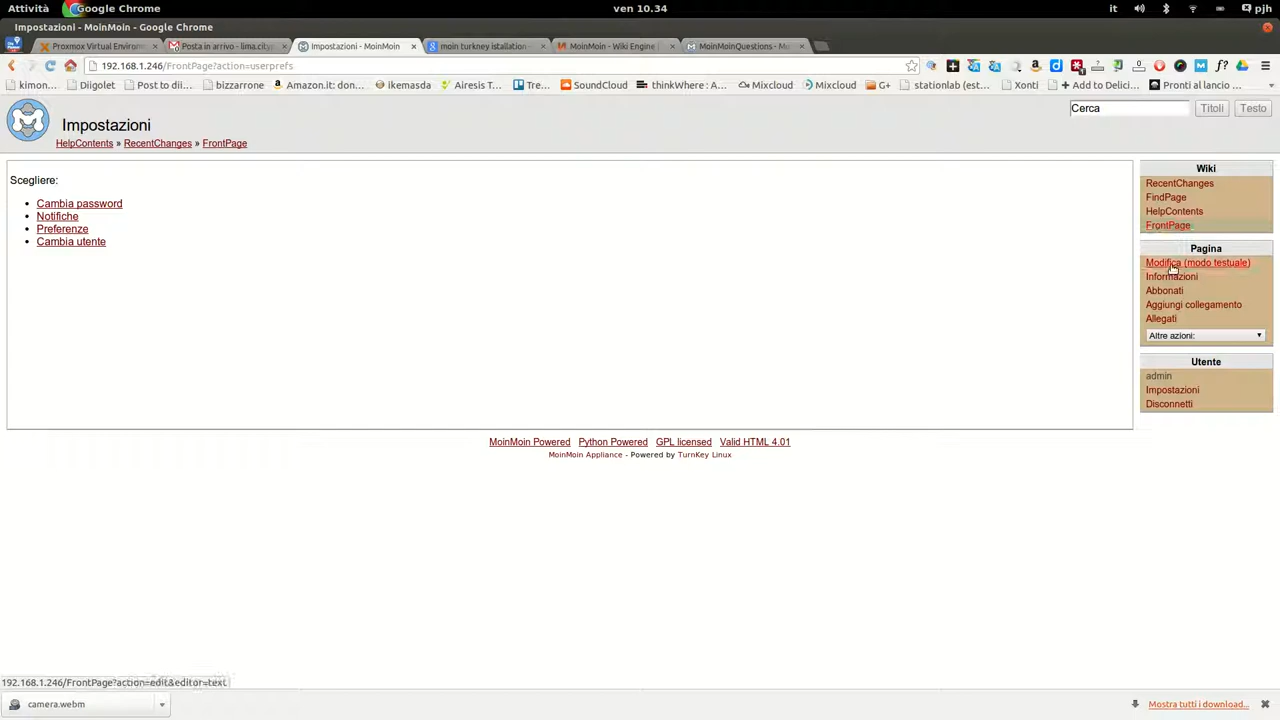 Attività Google Chrome ven 10.34 it pjh
Impostazioni - MoinMoin - Google Chrome
Proxmox Virtual Environ Posta in arrivo - lima.city Impostazioni - MoinMoin moin turkney istallation - MoinMoin - Wiki Engine MoinMoinQuestions - M
192.168.1.246/FrontPage?action=userprefs
kimon... Diigolet Post to dii... bizzarrone Amazon.it: don... ikemasda Airesis T... Tre... SoundCloud thinkWhere : A... Mixcloud Mixcloud G+ stationlab (est... Xonti + Add to Delici... Pronti al lancio ...
Impostazioni
Cerca Titoli Testo
HelpContents » RecentChanges » FrontPage
Scegliere:
Cambia password
Notifiche
Preferenze
Cambia utente
Wiki
RecentChanges
FindPage
HelpContents
FrontPage
Pagina
Modifica (modo testuale)
Informazioni
Abbonati
Aggiungi collegamento
Allegati
Altre azioni:
Utente
admin
Impostazioni
Disconnetti
MoinMoin Powered Python Powered GPL licensed Valid HTML 4.01
MoinMoin Appliance - Powered by TurnKey Linux
192.168.1.246/FrontPage?action=edit&editor=text
camera.webm Mostra tutti i download...